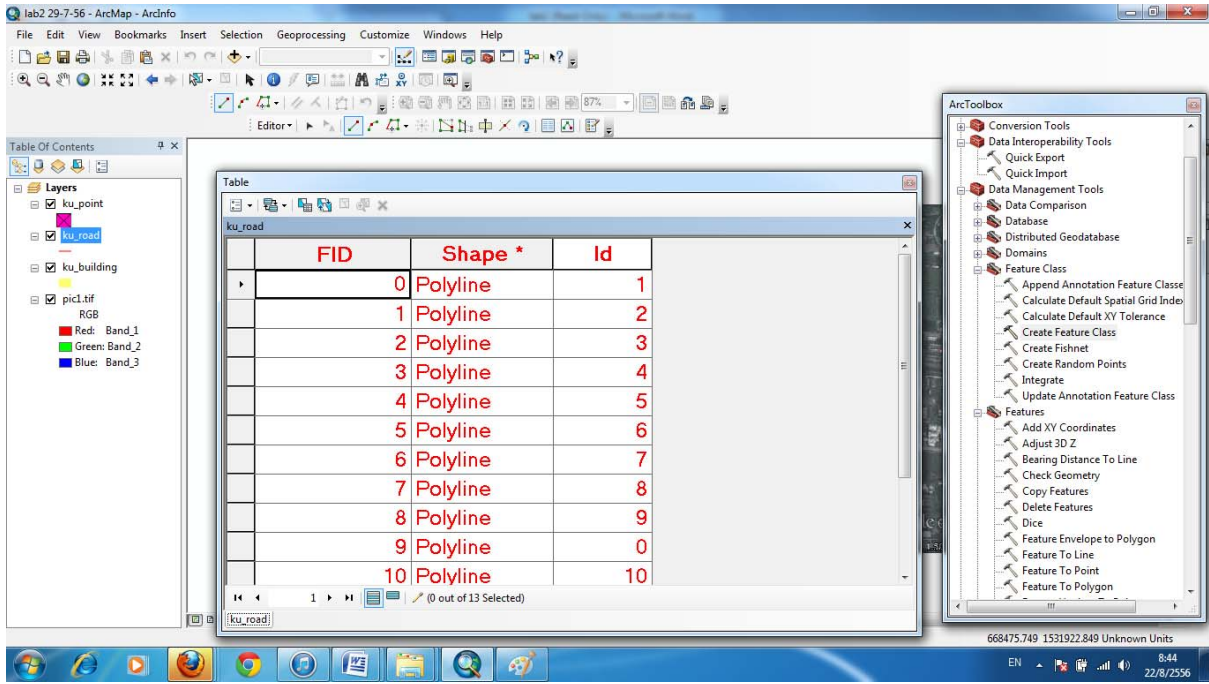 lab2 29-7-56 - ArcMap - ArcInfo
File Edit View Bookmarks Insert Selection Geoprocessing Customize Windows Help
87%
Editor
Table Of Contents
Layers
ku_point
ku_road
ku_building
pic1.tif
RGB
Red: Band_1
Green: Band_2
Blue: Band_3
Table
ku_road
FID Shape * Id
0 Polyline 1
1 Polyline 2
2 Polyline 3
3 Polyline 4
4 Polyline 5
5 Polyline 6
6 Polyline 7
7 Polyline 8
8 Polyline 9
9 Polyline 0
10 Polyline 10
1
(0 out of 13 Selected)
ku_road
ArcToolbox
Conversion Tools
Data Interoperability Tools
Quick Export
Quick Import
Data Management Tools
Data Comparison
Database
Distributed Geodatabase
Domains
Feature Class
Append Annotation Feature Classe
Calculate Default Spatial Grid Index
Calculate Default XY Tolerance
Create Feature Class
Create Fishnet
Create Random Points
Integrate
Update Annotation Feature Class
Features
Add XY Coordinates
Adjust 3D Z
Bearing Distance To Line
Check Geometry
Copy Features
Delete Features
Dice
Feature Envelope to Polygon
Feature To Line
Feature To Point
Feature To Polygon
668475.749 1531922.849 Unknown Units
EN
8:44
22/8/2556